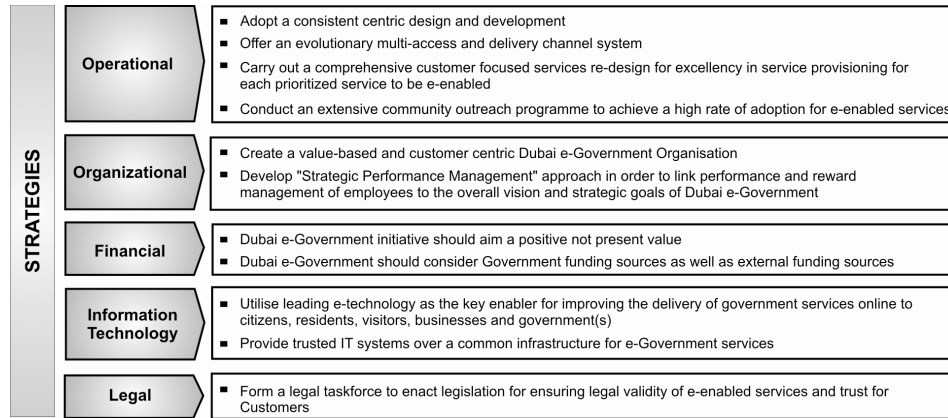 STRATEGIES
Operational
■ Adopt a consistent centric design and development
■ Offer an evolutionary multi-access and delivery channel system
■ Carry out a comprehensive customer focused services re-design for excellency in service provisioning for
each prioritized service to be e-enabled
■ Conduct an extensive community outreach programme to achieve a high rate of adoption for e-enabled services
Organizational
■ Create a value-based and customer centric Dubai e-Government Organisation
■ Develop "Strategic Performance Management" approach in order to link performance and reward
management of employees to the overall vision and strategic goals of Dubai e-Government
Financial
■ Dubai e-Government initiative should aim a positive not present value
■ Dubai e-Government should consider Government funding sources as well as external funding sources
Information
Technology
■ Utilise leading e-technology as the key enabler for improving the delivery of government services online to
citizens, residents, visitors, businesses and government(s)
■ Provide trusted IT systems over a common infrastructure for e-Government services
Legal
■ Form a legal taskforce to enact legislation for ensuring legal validity of e-enabled services and trust for
Customers